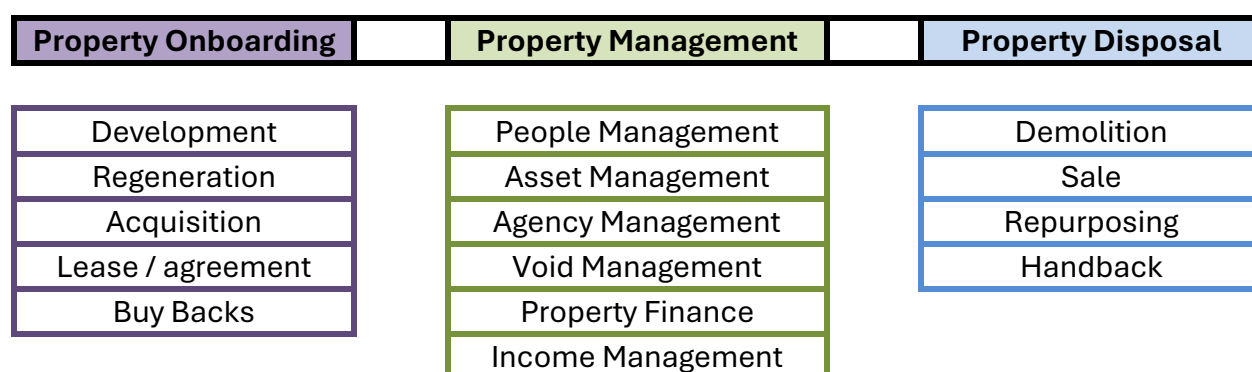 Property Onboarding
Property Management
Property Disposal
Development
Regeneration
Acquisition
Lease / agreement
Buy Backs
People Management
Asset Management
Agency Management
Void Management
Property Finance
Income Management
Demolition
Sale
Repurposing
Handback